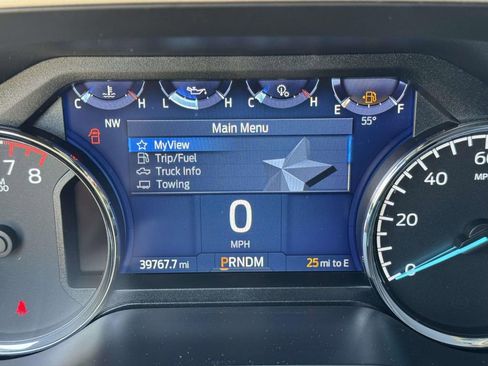 C H L H C H E F
NW 55°
Main Menu
MyView
Trip/Fuel
Truck Info
Towing
0
MPH
39767.7 mi PRNDM 25 mi to E
7
8
60
40
20
0